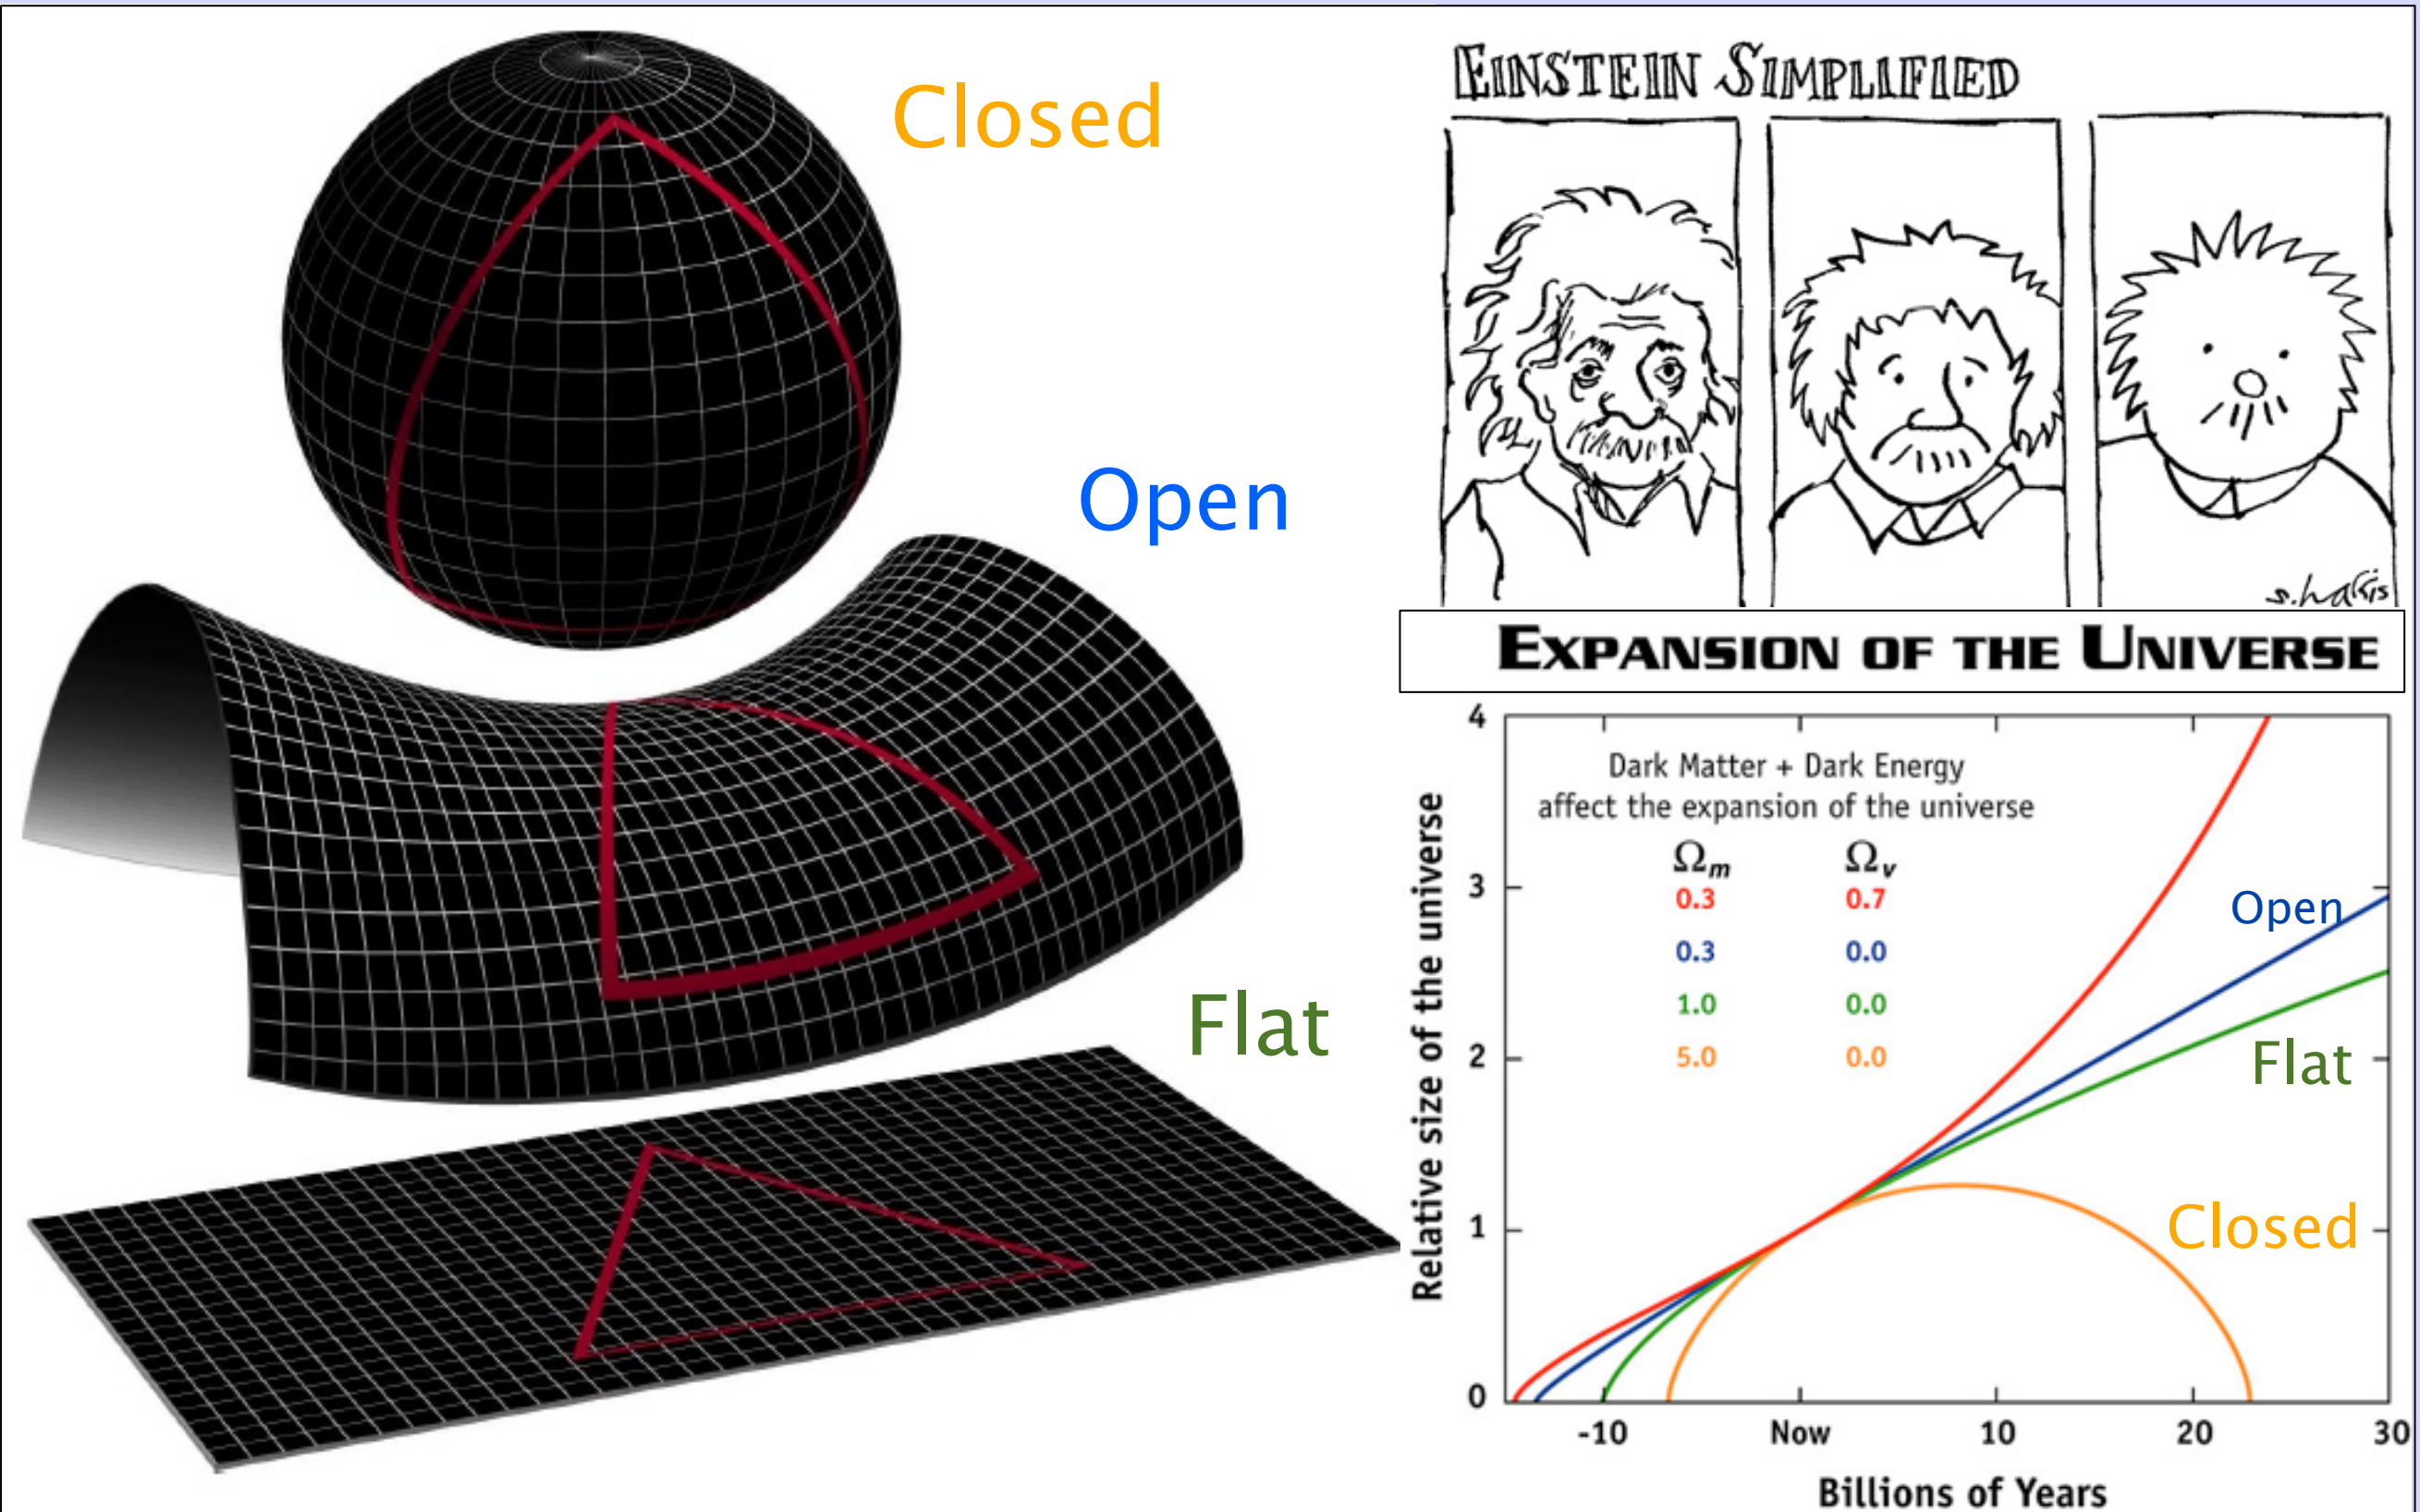 Closed
Open
Flat
EINSTEIN SIMPLIFIED
s.harris
EXPANSION OF THE UNIVERSE
Relative size of the universe
4
3
2
1
0
Dark Matter + Dark Energy
affect the expansion of the universe
Ωm Ωv
0.3 0.7
0.3 0.0
1.0 0.0
5.0 0.0
Open
Flat
Closed
-10 Now 10 20 30
Billions of Years